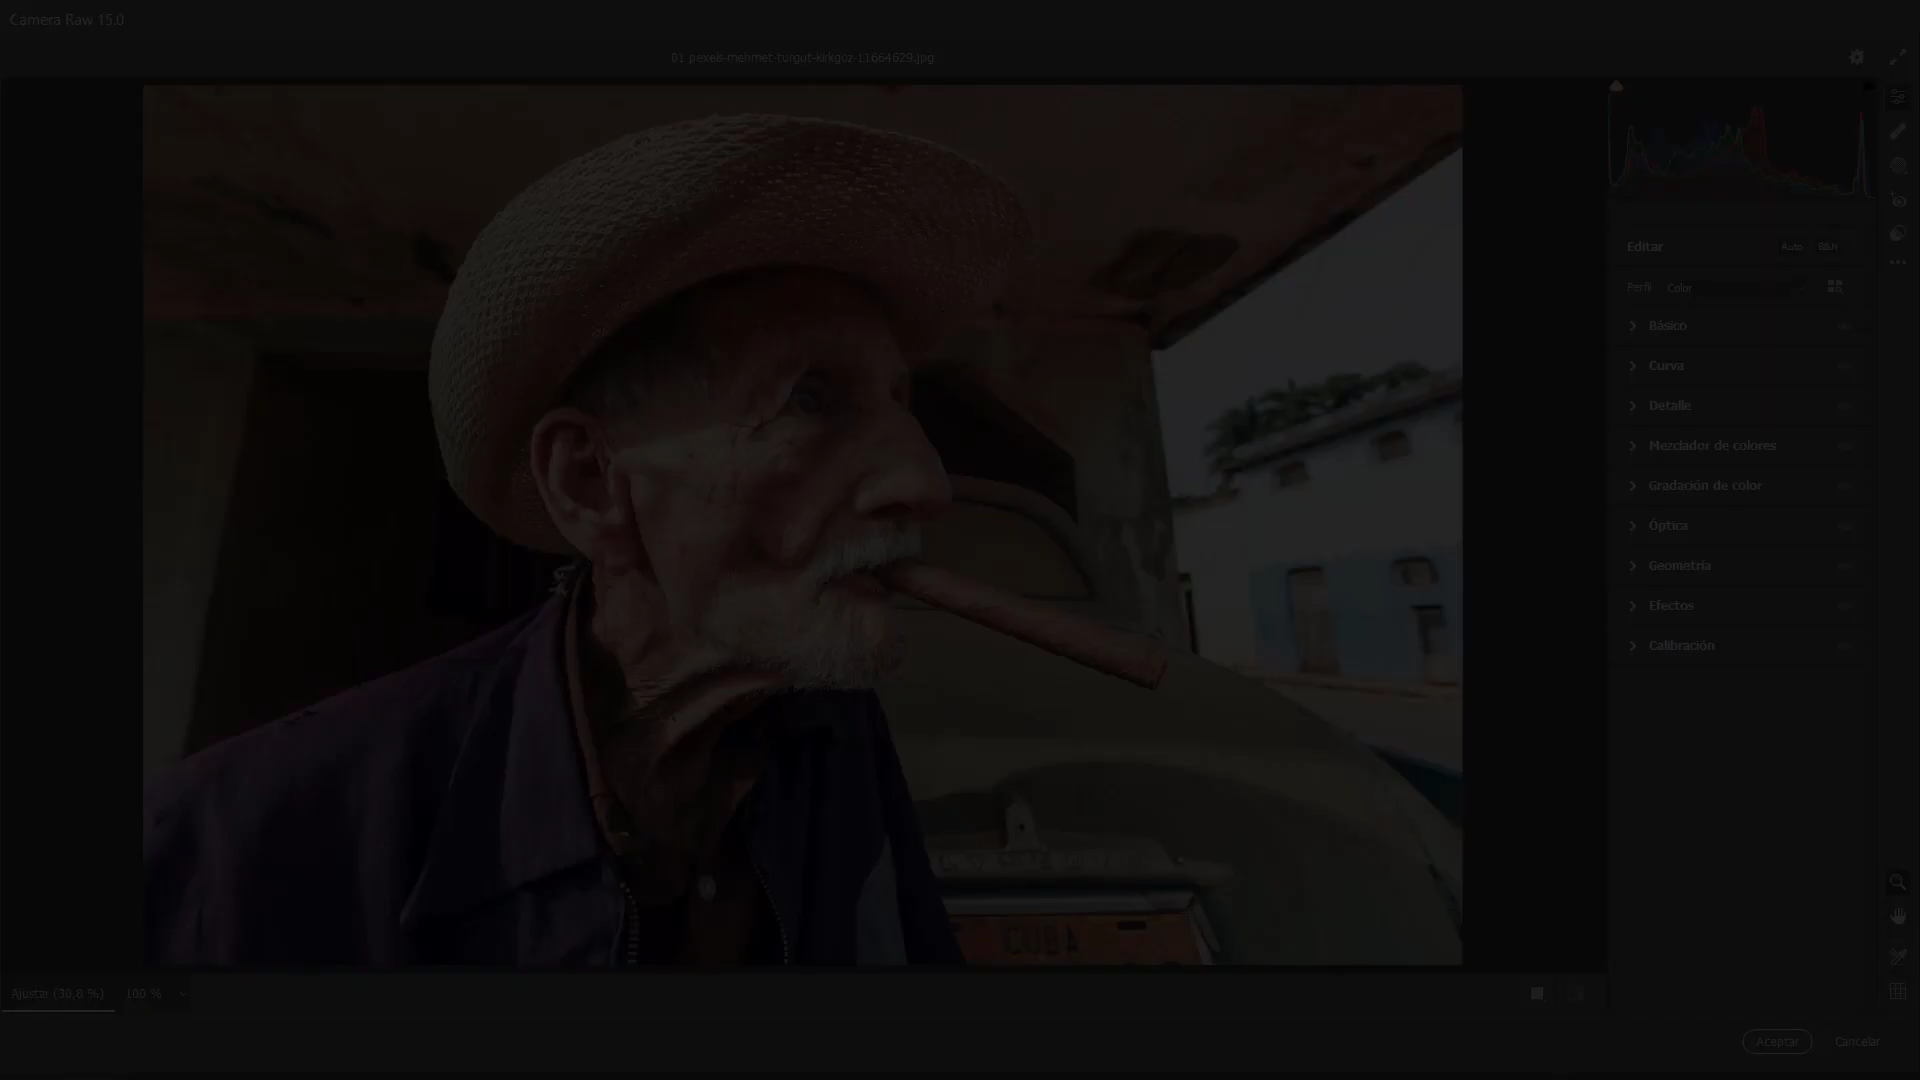 Camera Raw 15.0
01 pexels-mehmet-turgut-kirkgoz-11664629.jpg
Editar
Auto
B&N
Perfil
Color
Básico
Curva
Detalle
Mezclador de colores
Gradación de color
Óptica
Geometría
Efectos
Calibración
CUBA
Ajustar (30,8 %)
100 %
Aceptar
Cancelar